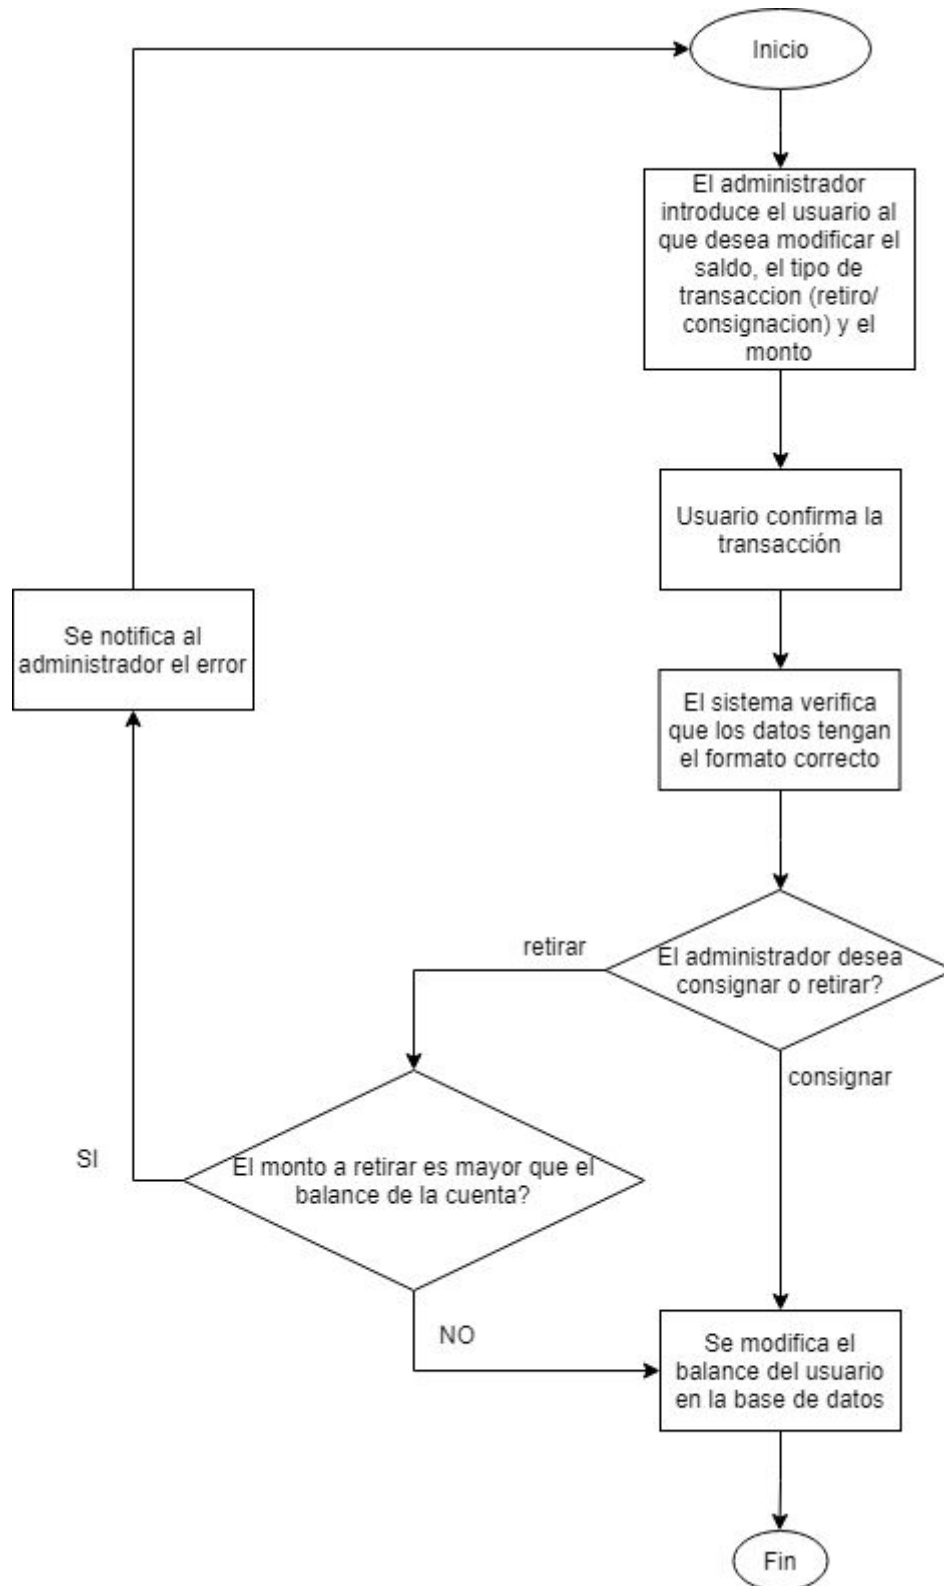 Inicio
El administrador
introduce el usuario al
que desea modificar el
saldo, el tipo de
transaccion (retiro/
consignacion) y el
monto
Usuario confirma la
transacción
Se notifica al
administrador el error
El sistema verifica
que los datos tengan
el formato correcto
retirar
El administrador desea
consignar o retirar?
consignar
SI
El monto a retirar es mayor que el
balance de la cuenta?
NO
Se modifica el
balance del usuario
en la base de datos
Fin